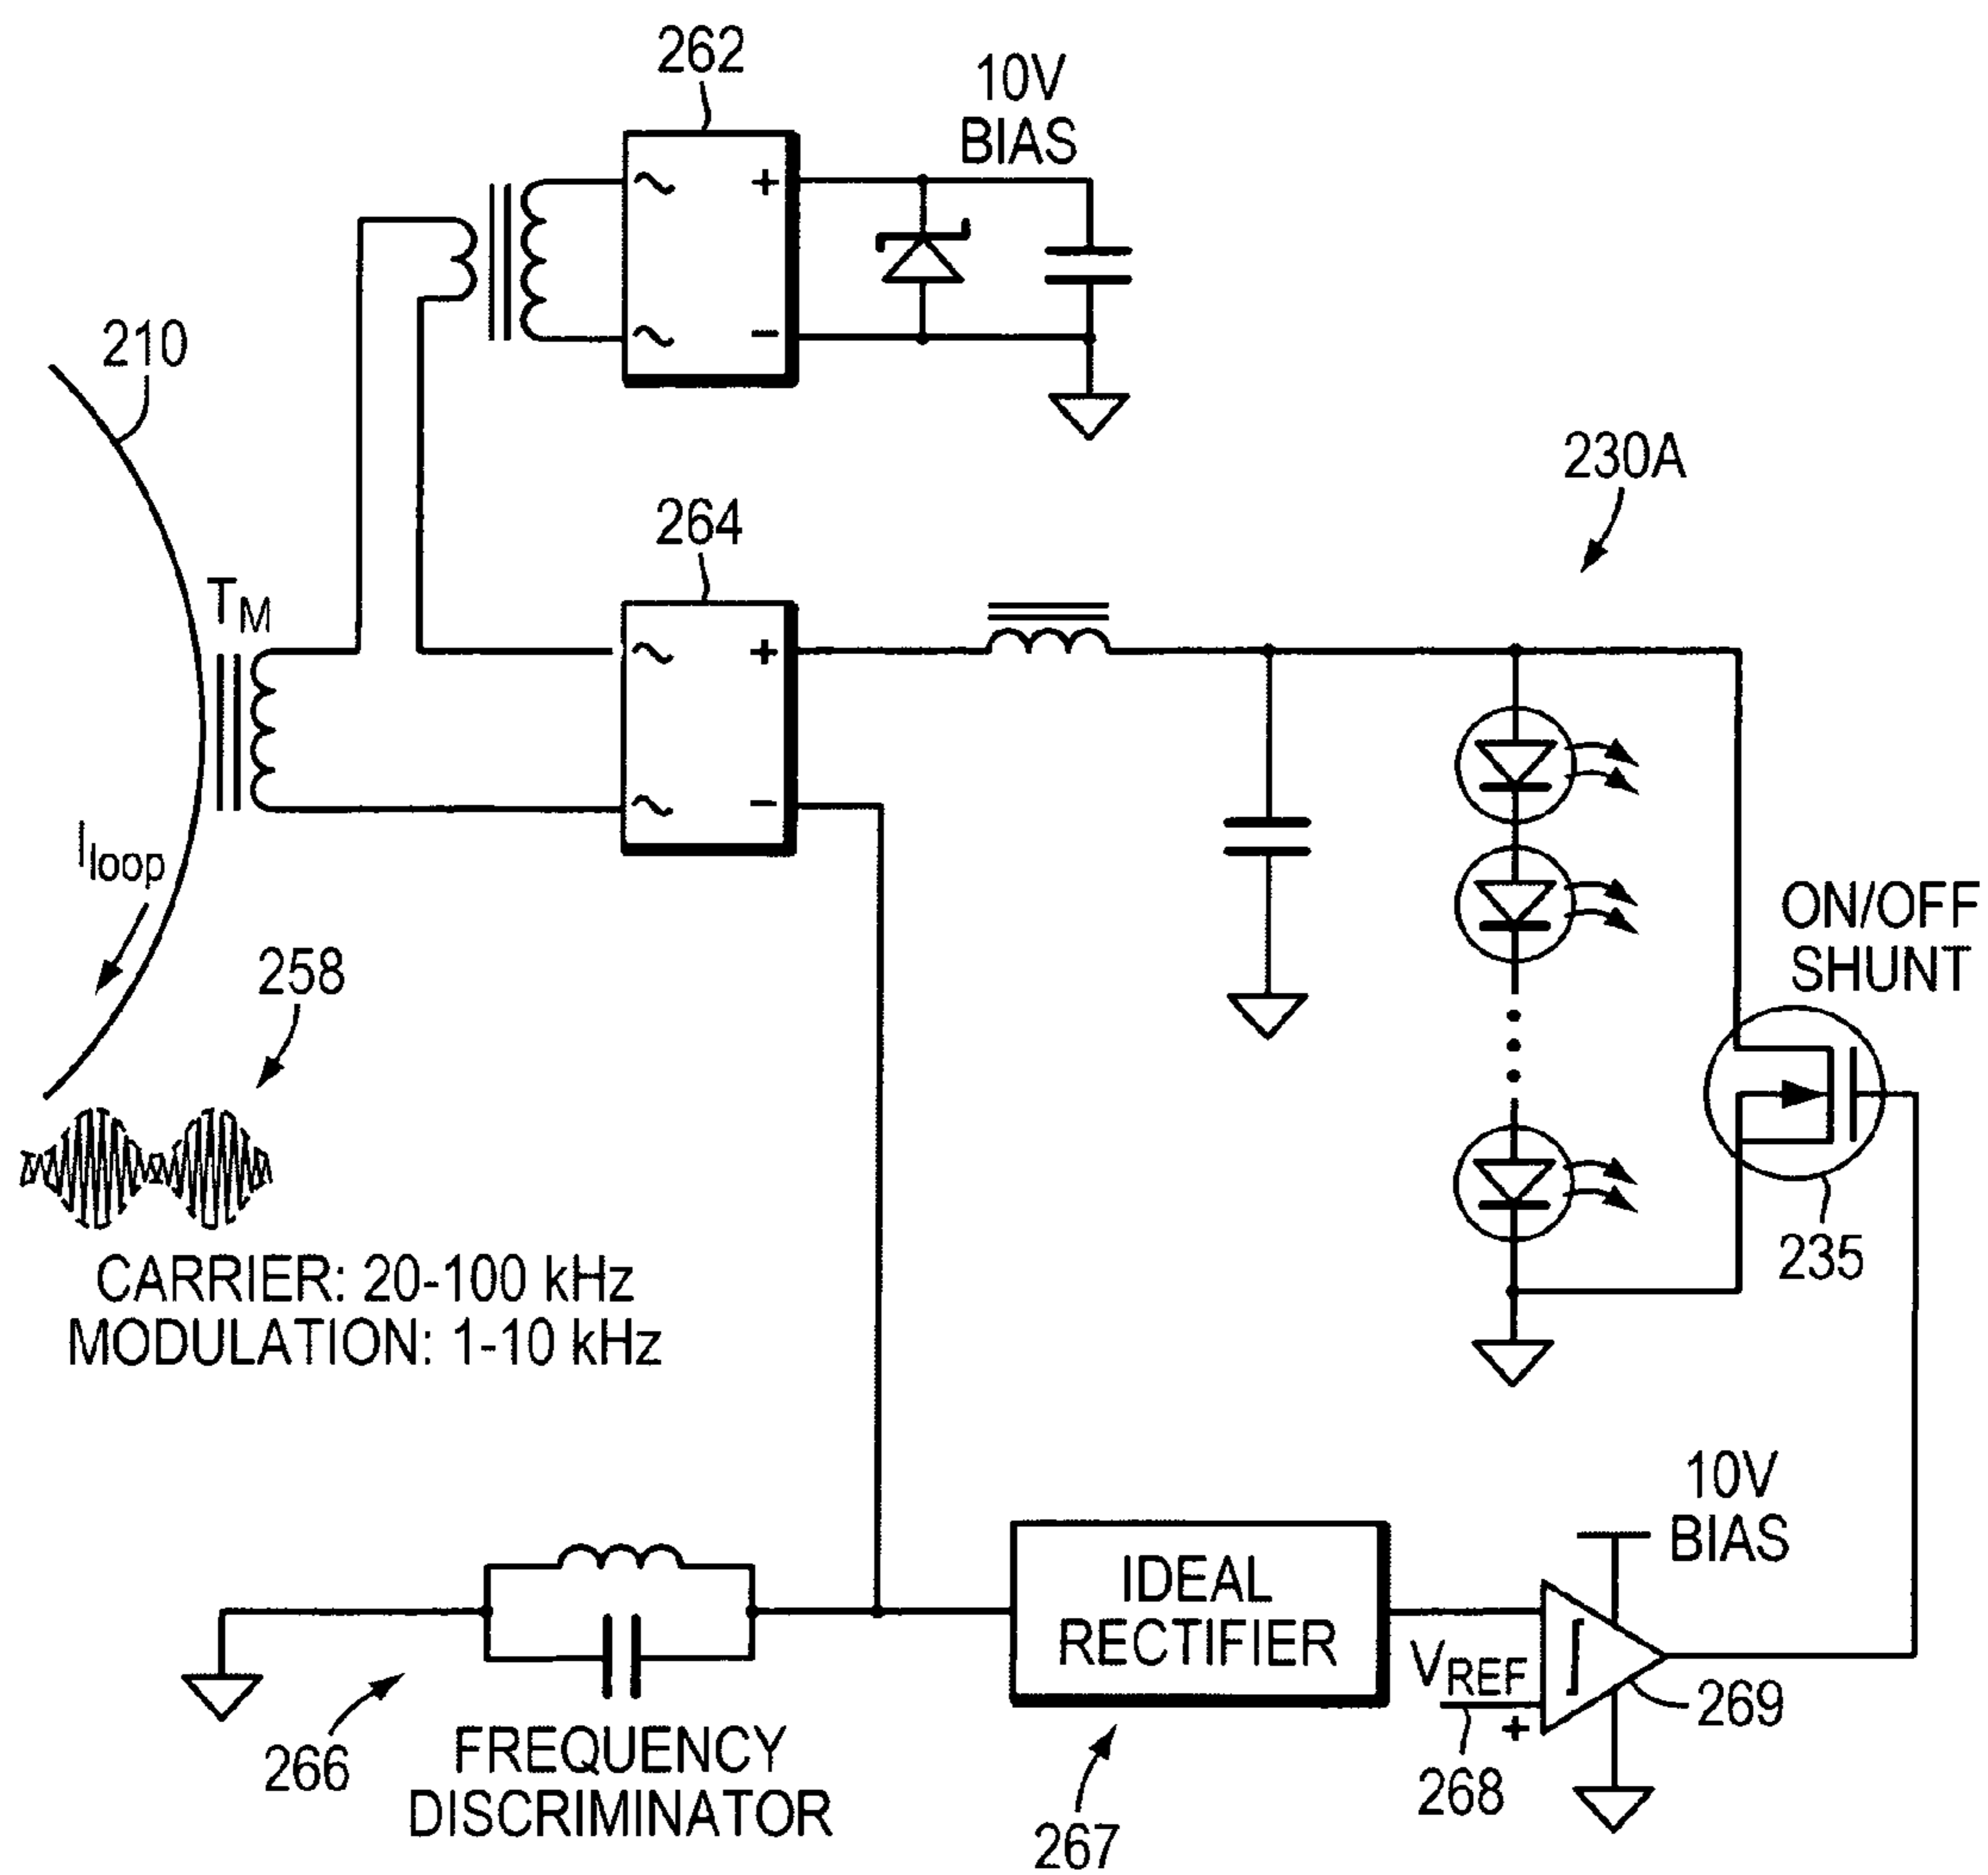 262
10V
BIAS
~
+
~
−
210
230A
264
TM
~
+
~
−
Iloop
258
ON/OFF
SHUNT
235
CARRIER: 20-100 kHz
MODULATION: 1-10 kHz
10V
BIAS
IDEAL
RECTIFIER
VREF
+
269
268
266
FREQUENCY
DISCRIMINATOR
267